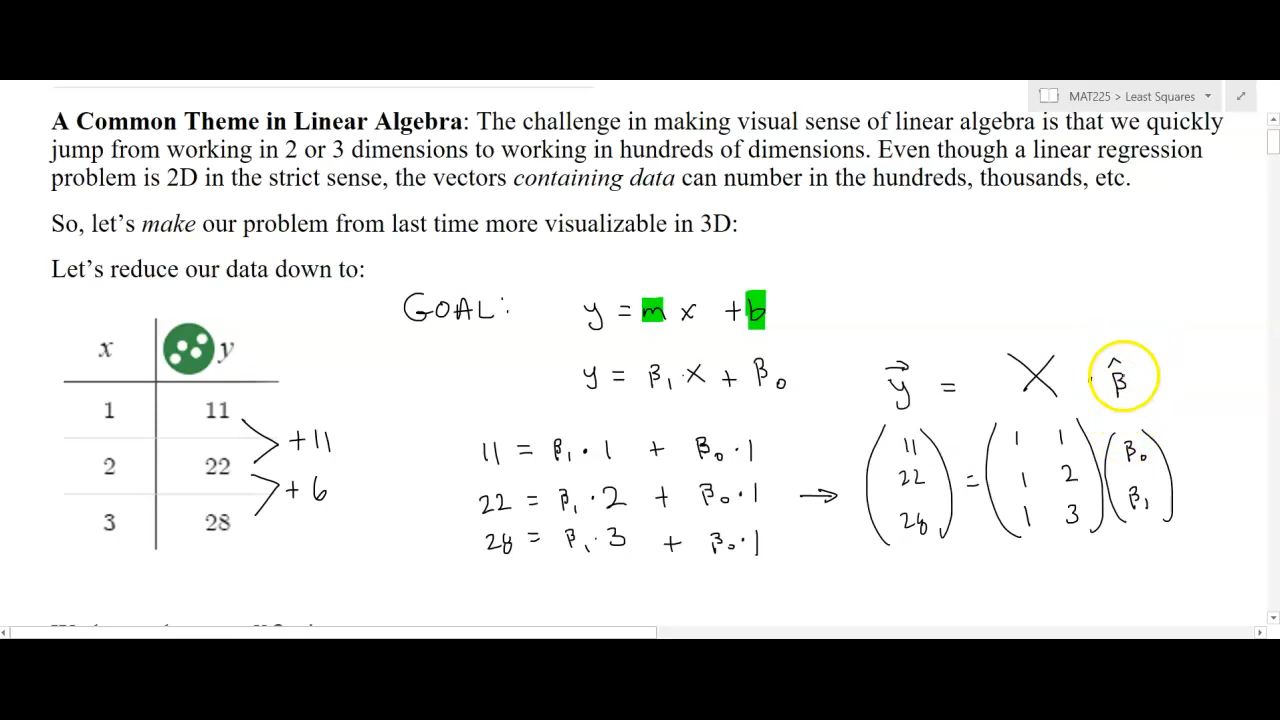 MAT225 > Least Squares
A Common Theme in Linear Algebra: The challenge in making visual sense of linear algebra is that we quickly
jump from working in 2 or 3 dimensions to working in hundreds of dimensions. Even though a linear regression
problem is 2D in the strict sense, the vectors containing data can number in the hundreds, thousands, etc.
So, let's make our problem from last time more visualizable in 3D:
Let's reduce our data down to:
GOAL: y = m x + b
x y
1 11
2 22
3 28
+11
+6
y = β₁·x + β₀
11 = β₁·1 + β₀·1
22 = β₁·2 + β₀·1
28 = β₁·3 + β₀·1
→
y⃗ = X · β̂
(11) = (1 1)(β₀)
(22) (1 2)(β₁)
(28) (1 3)